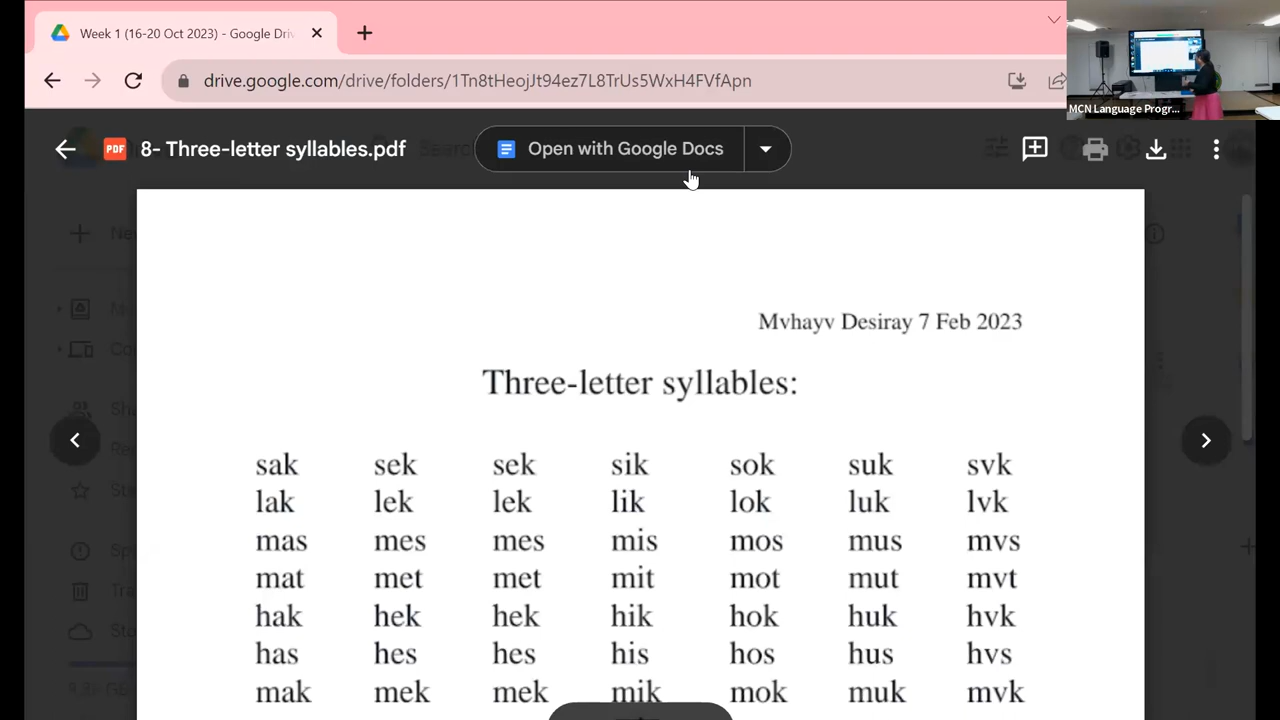 Week 1 (16-20 Oct 2023) - Google Dri
drive.google.com/drive/folders/1Tn8tHeojJt94ez7L8TrUs5WxH4FVfApn
MCN Language Progr...
PDF 8- Three-letter syllables.pdf
Open with Google Docs
Mvhayv Desiray 7 Feb 2023
Three-letter syllables:
sak sek sek sik sok suk svk
lak lek lek lik lok luk lvk
mas mes mes mis mos mus mvs
mat met met mit mot mut mvt
hak hek hek hik hok huk hvk
has hes hes his hos hus hvs
mak mek mek mik mok muk mvk